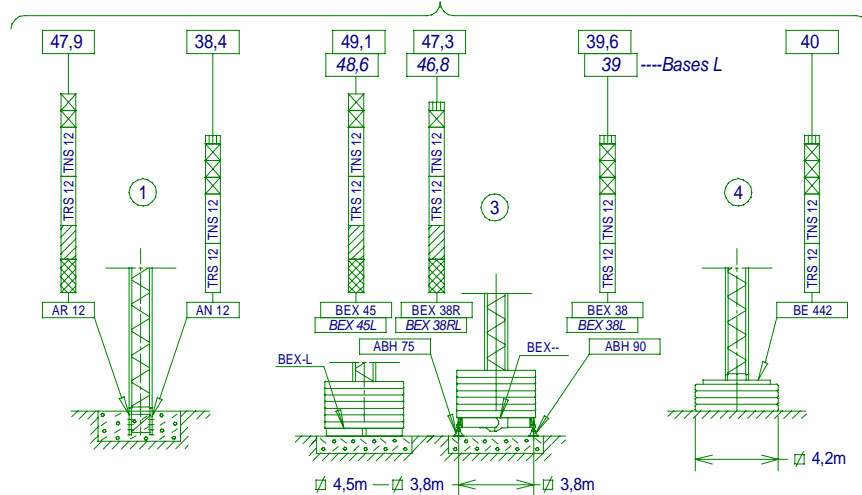 47,9
38,4
49,1
47,3
39,6
40
48,6
46,8
39 ----Bases L
TRS 12 TNS 12
TRS 12 TNS 12
TRS 12 TNS 12
TRS 12 TNS 12
TRS 12 TNS 12
TRS 12 TNS 12
1
3
4
AR 12
AN 12
BEX 45
BEX 38R
BEX 38
BE 442
BEX 45L
BEX 38RL
BEX 38L
ABH 75
BEX--
ABH 90
BEX-L
4,5m
3,8m
3,8m
4,2m